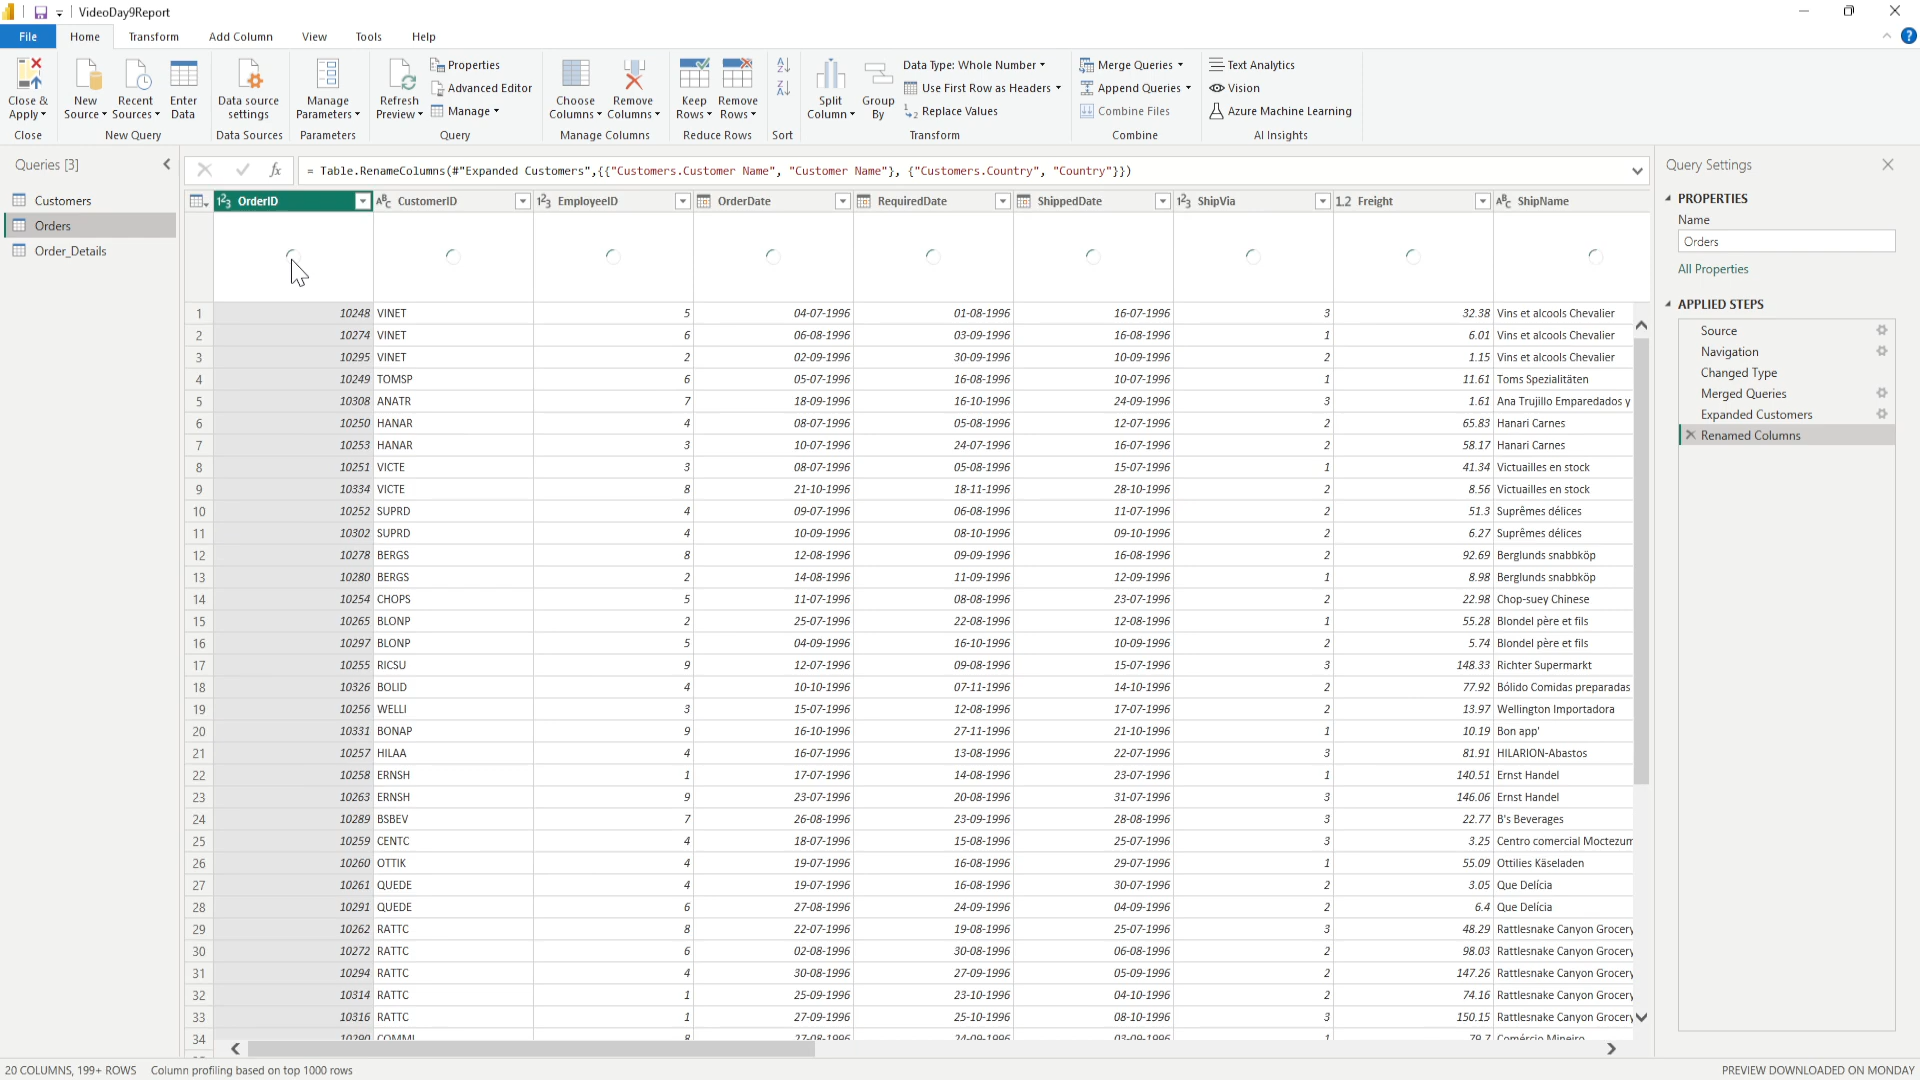 VideoDay9Report
File Home Transform Add Column View Tools Help
Close & Apply
Close
New Source
Recent Sources
Enter Data
New Query
Data source settings
Data Sources
Manage Parameters
Parameters
Refresh Preview
Properties
Advanced Editor
Manage
Query
Choose Columns
Remove Columns
Manage Columns
Keep Rows
Remove Rows
Reduce Rows
Sort
Split Column
Group By
Data Type: Whole Number
Use First Row as Headers
Replace Values
Transform
Merge Queries
Append Queries
Combine Files
Combine
Text Analytics
Vision
Azure Machine Learning
AI Insights
Queries [3]
Customers
Orders
Order_Details
fx = Table.RenameColumns(#"Expanded Customers",{{"Customers.Customer Name", "Customer Name"}, {"Customers.Country", "Country"}})
OrderID CustomerID EmployeeID OrderDate RequiredDate ShippedDate ShipVia Freight ShipName
1 10248 VINET 5 04-07-1996 01-08-1996 16-07-1996 3 32.38 Vins et alcools Chevalier
2 10274 VINET 6 06-08-1996 03-09-1996 16-08-1996 1 6.01 Vins et alcools Chevalier
3 10295 VINET 2 02-09-1996 30-09-1996 10-09-1996 2 1.15 Vins et alcools Chevalier
4 10249 TOMSP 6 05-07-1996 16-08-1996 10-07-1996 1 11.61 Toms Spezialitäten
5 10308 ANATR 7 18-09-1996 16-10-1996 24-09-1996 3 1.61 Ana Trujillo Emparedados y
6 10250 HANAR 4 08-07-1996 05-08-1996 12-07-1996 2 65.83 Hanari Carnes
7 10253 HANAR 3 10-07-1996 24-07-1996 16-07-1996 2 58.17 Hanari Carnes
8 10251 VICTE 3 08-07-1996 05-08-1996 15-07-1996 1 41.34 Victuailles en stock
9 10334 VICTE 8 21-10-1996 18-11-1996 28-10-1996 2 8.56 Victuailles en stock
10 10252 SUPRD 4 09-07-1996 06-08-1996 11-07-1996 2 51.3 Suprêmes délices
11 10302 SUPRD 4 10-09-1996 08-10-1996 09-10-1996 2 6.27 Suprêmes délices
12 10278 BERGS 8 12-08-1996 09-09-1996 16-08-1996 2 92.69 Berglunds snabbköp
13 10280 BERGS 2 14-08-1996 11-09-1996 12-09-1996 1 8.98 Berglunds snabbköp
14 10254 CHOPS 5 11-07-1996 08-08-1996 23-07-1996 2 22.98 Chop-suey Chinese
15 10265 BLONP 2 25-07-1996 22-08-1996 12-08-1996 1 55.28 Blondel père et fils
16 10297 BLONP 5 04-09-1996 16-10-1996 10-09-1996 2 5.74 Blondel père et fils
17 10255 RICSU 9 12-07-1996 09-08-1996 15-07-1996 3 148.33 Richter Supermarkt
18 10326 BOLID 4 10-10-1996 07-11-1996 14-10-1996 2 77.92 Bólido Comidas preparadas
19 10256 WELLI 3 15-07-1996 12-08-1996 17-07-1996 2 13.97 Wellington Importadora
20 10331 BONAP 9 16-10-1996 27-11-1996 21-10-1996 1 10.19 Bon app'
21 10257 HILAA 4 16-07-1996 13-08-1996 22-07-1996 3 81.91 HILARION-Abastos
22 10258 ERNSH 1 17-07-1996 14-08-1996 23-07-1996 1 140.51 Ernst Handel
23 10263 ERNSH 9 23-07-1996 20-08-1996 31-07-1996 3 146.06 Ernst Handel
24 10289 BSBEV 7 26-08-1996 23-09-1996 28-08-1996 3 22.77 B's Beverages
25 10259 CENTC 4 18-07-1996 15-08-1996 25-07-1996 3 3.25 Centro comercial Moctezum
26 10260 OTTIK 4 19-07-1996 16-08-1996 29-07-1996 1 55.09 Ottilies Käseladen
27 10261 QUEDE 4 19-07-1996 16-08-1996 30-07-1996 2 3.05 Que Delícia
28 10291 QUEDE 6 27-08-1996 24-09-1996 04-09-1996 2 6.4 Que Delícia
29 10262 RATTC 8 22-07-1996 19-08-1996 25-07-1996 3 48.29 Rattlesnake Canyon Grocery
30 10272 RATTC 6 02-08-1996 30-08-1996 06-08-1996 2 98.03 Rattlesnake Canyon Grocery
31 10294 RATTC 4 30-08-1996 27-09-1996 05-09-1996 2 147.26 Rattlesnake Canyon Grocery
32 10314 RATTC 1 25-09-1996 23-10-1996 04-10-1996 2 74.16 Rattlesnake Canyon Grocery
33 10316 RATTC 1 27-09-1996 25-10-1996 08-10-1996 3 150.15 Rattlesnake Canyon Grocery
34 10290 COMMI 8 27-08-1996 24-09-1996 03-09-1996 1 79.7 Comércio Mineiro
Query Settings
PROPERTIES
Name
Orders
All Properties
APPLIED STEPS
Source
Navigation
Changed Type
Merged Queries
Expanded Customers
Renamed Columns
20 COLUMNS, 199+ ROWS Column profiling based on top 1000 rows
PREVIEW DOWNLOADED ON MONDAY